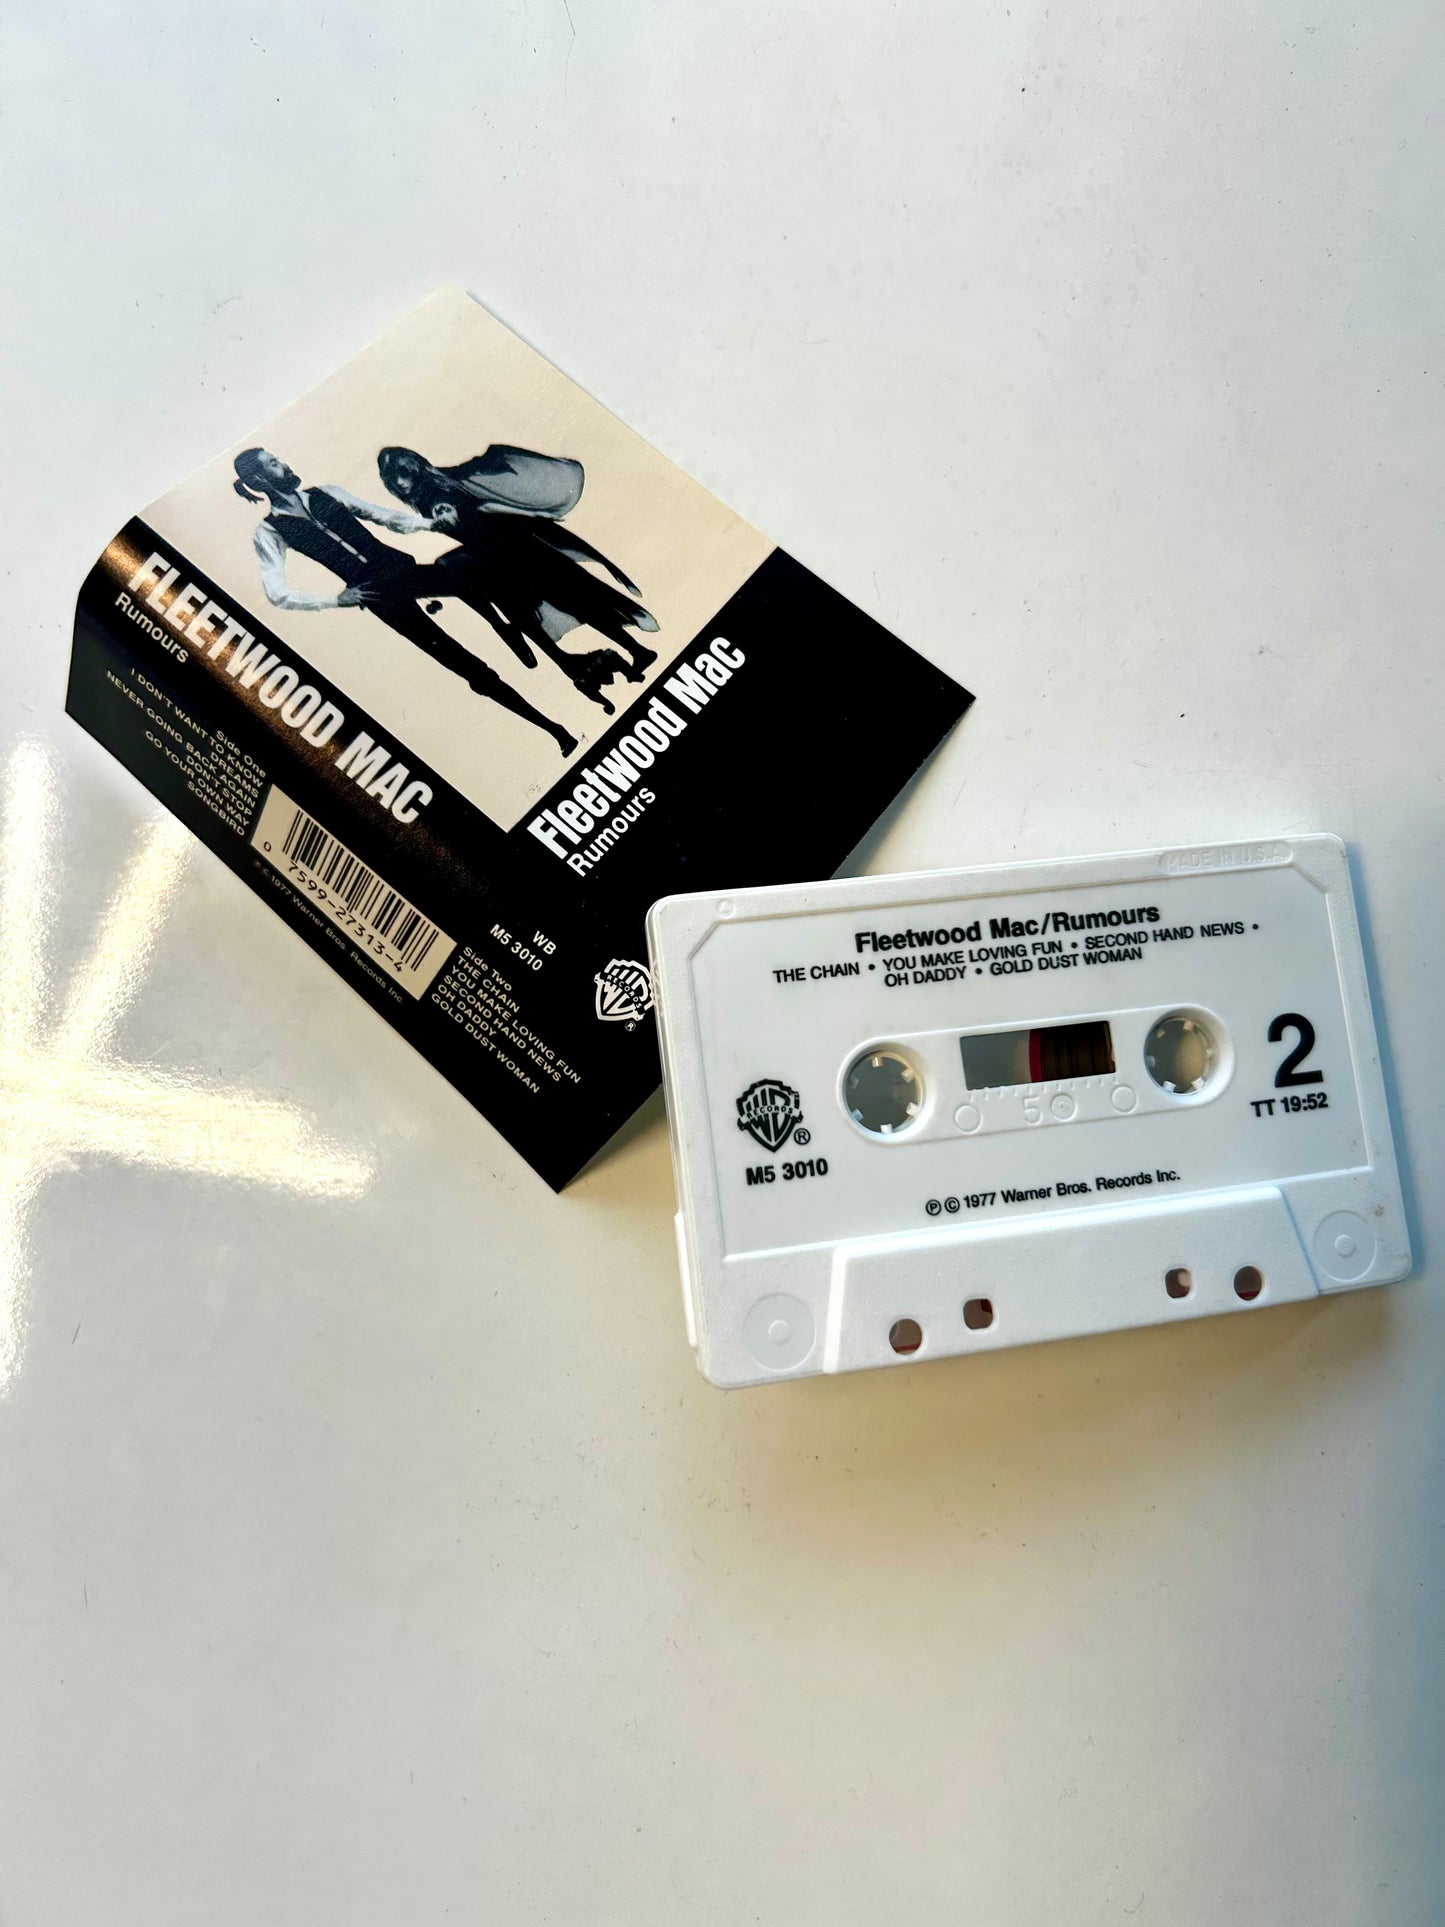 FLEETWOOD MAC
Rumours
Side One
I DON'T WANT TO KNOW
DREAMS
NEVER GOING BACK AGAIN
DON'T STOP
GO YOUR OWN WAY
SONGBIRD
0 7599-27313-4
℗ © 1977 Warner Bros. Records Inc.
Side Two
THE CHAIN
YOU MAKE LOVING FUN
SECOND HAND NEWS
OH DADDY
GOLD DUST WOMAN
Fleetwood Mac
Rumours
WB
M5 3010
RECORDS
®
MADE IN U.S.A.
Fleetwood Mac/Rumours
THE CHAIN • YOU MAKE LOVING FUN • SECOND HAND NEWS •
OH DADDY • GOLD DUST WOMAN
2
TT 19:52
5
RECORDS
®
M5 3010
℗ © 1977 Warner Bros. Records Inc.